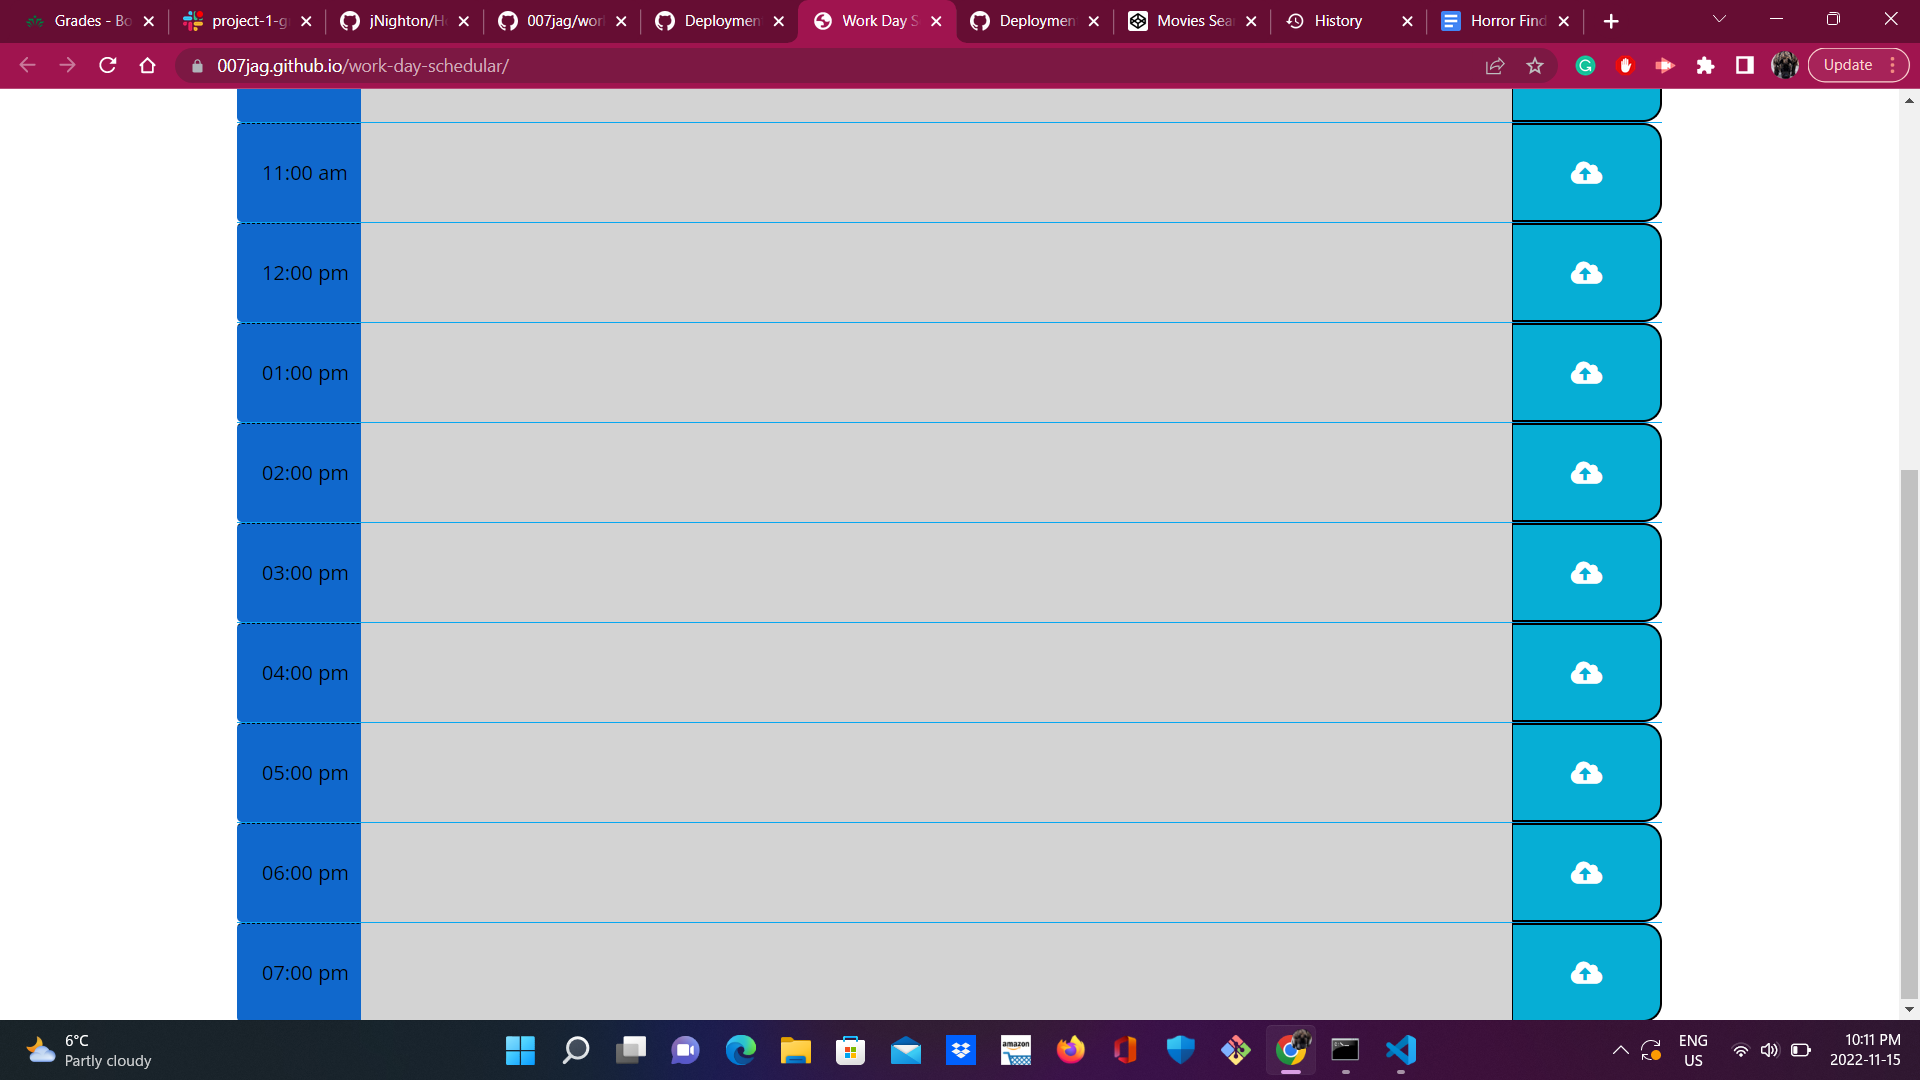 Grades - Bo
project-1-g
jNighton/H
007jag/wor
Deploymen
Work Day S
Deploymen
Movies Sea
History
Horror Find
007jag.github.io/work-day-schedular/
Update
11:00 am
12:00 pm
01:00 pm
02:00 pm
03:00 pm
04:00 pm
05:00 pm
06:00 pm
07:00 pm
6°C
Partly cloudy
amazon
ENG
US
10:11 PM
2022-11-15